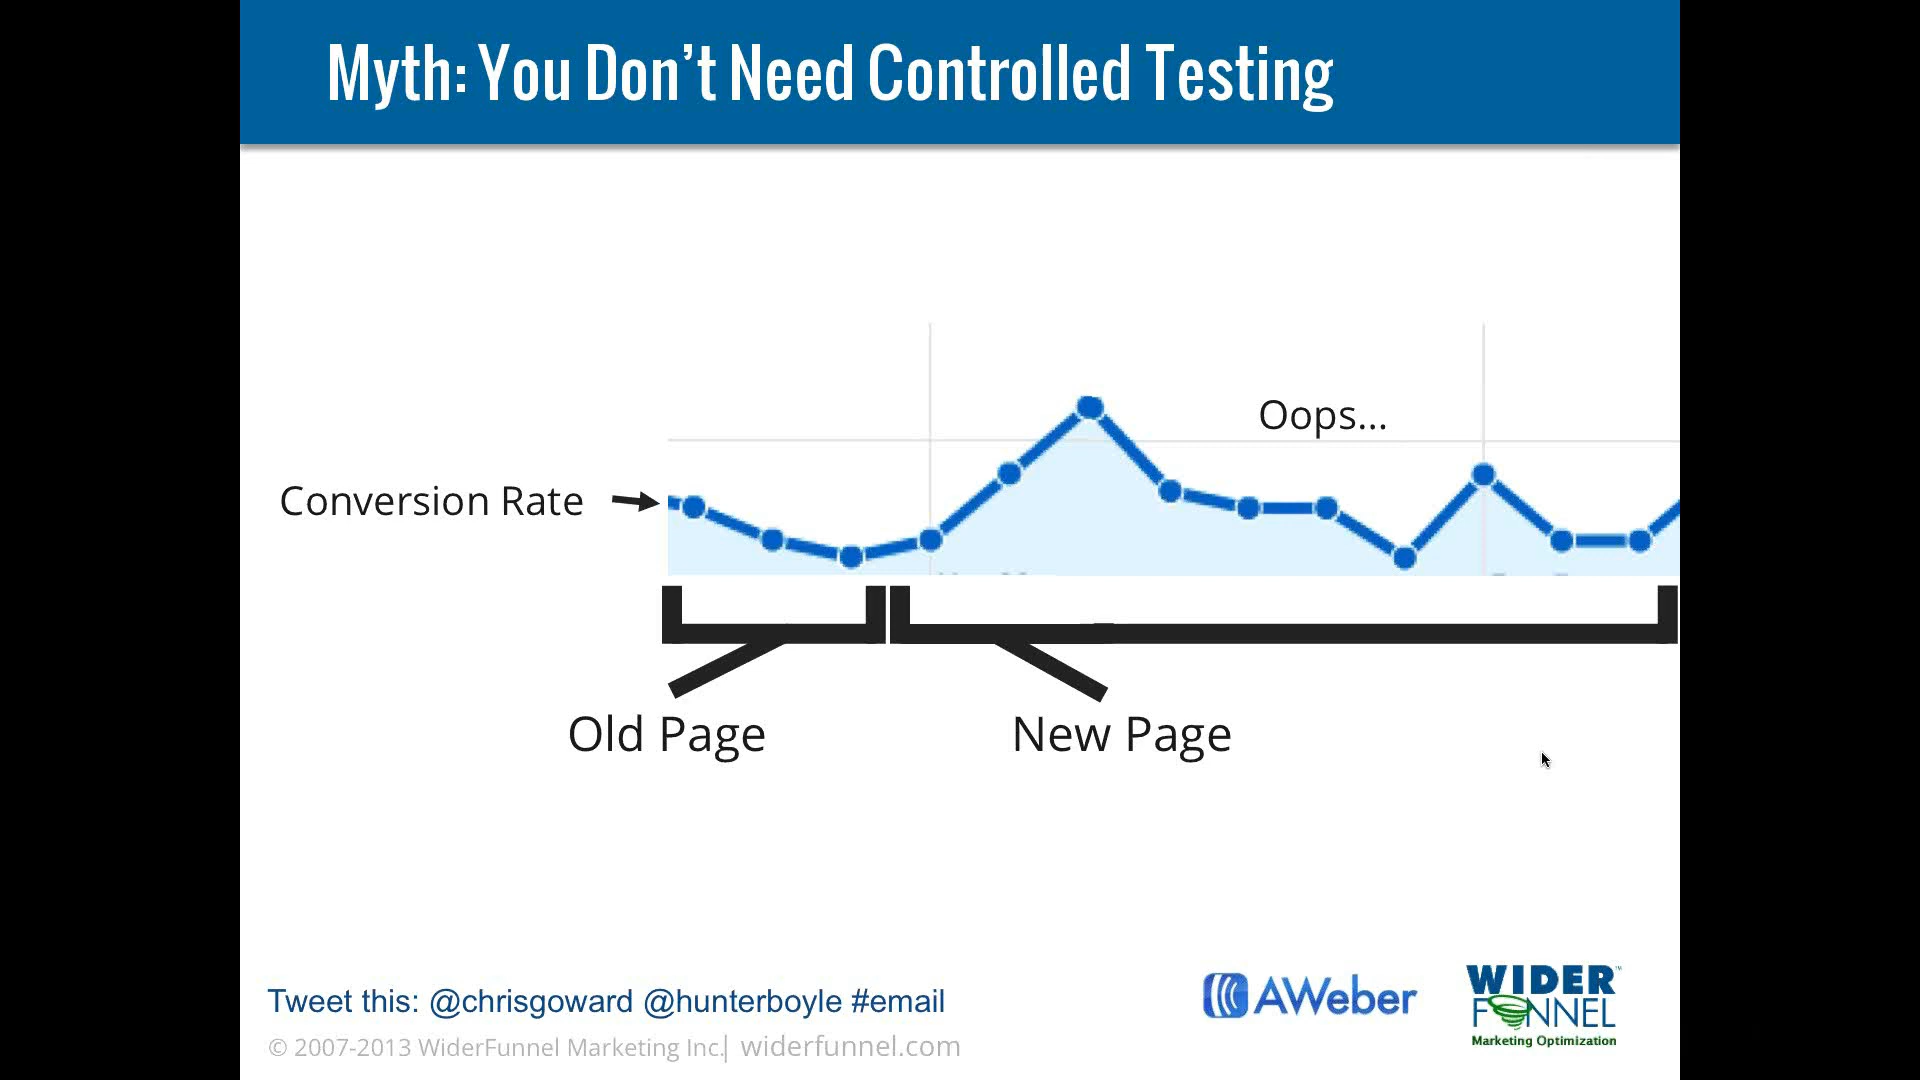 Myth: You Don’t Need Controlled Testing
Oops...
Conversion Rate
Old Page
New Page
Tweet this: @chrisgoward @hunterboyle #email
© 2007-2013 WiderFunnel Marketing Inc.| widerfunnel.com
AWeber
WIDER
FUNNEL
Marketing Optimization